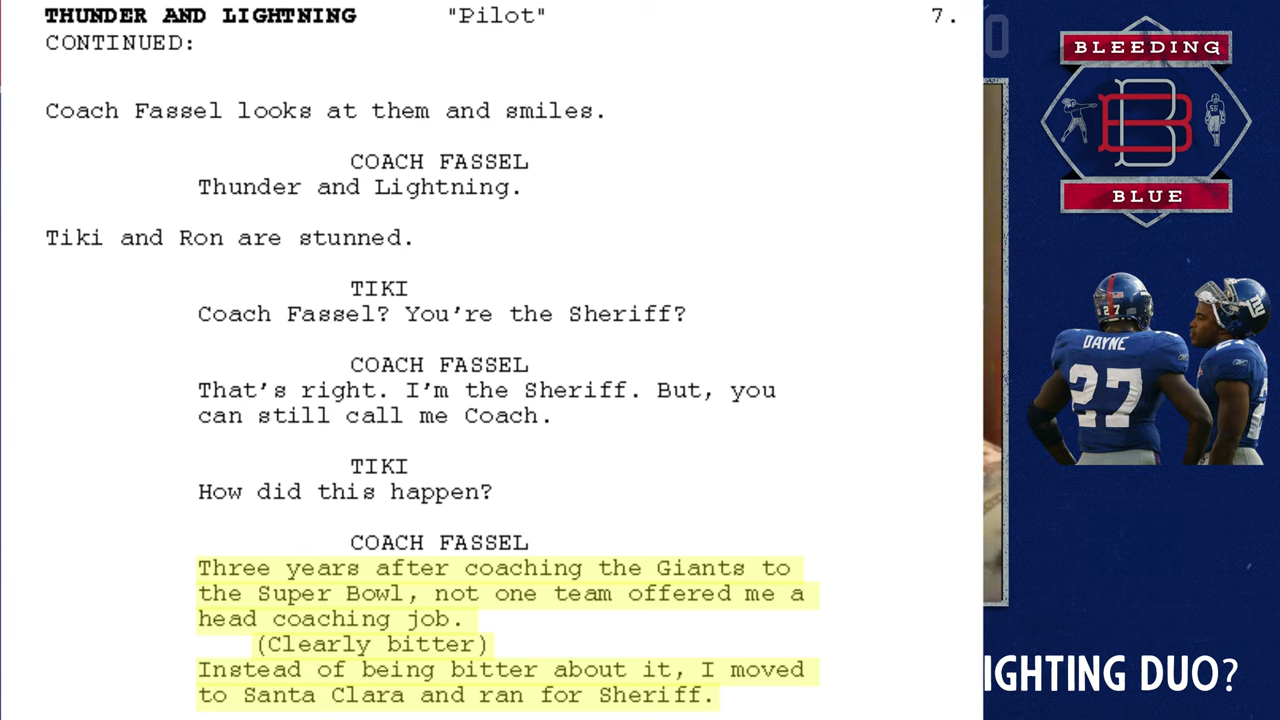 THUNDER AND LIGHTNING "Pilot" 7.
CONTINUED:
Coach Fassel looks at them and smiles.
COACH FASSEL
Thunder and Lightning.
Tiki and Ron are stunned.
TIKI
Coach Fassel? You're the Sheriff?
COACH FASSEL
That's right. I'm the Sheriff. But, you
can still call me Coach.
TIKI
How did this happen?
COACH FASSEL
Three years after coaching the Giants to
the Super Bowl, not one team offered me a
head coaching job.
(Clearly bitter)
Instead of being bitter about it, I moved
to Santa Clara and ran for Sheriff.
0
BLEEDING
BB
56
BLUE
27
DAYNE
27
IGHTING DUO?